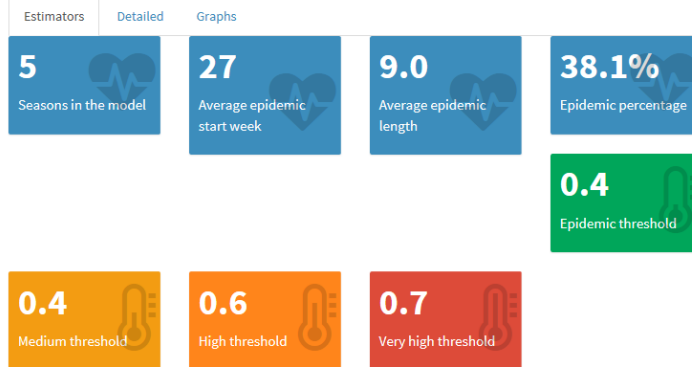 Estimators Detailed Graphs
5 27 9.0 38.1%
Seasons in the model Average epidemic Average epidemic Epidemic percentage
start week length
0.4
Epidemic threshold
0.4 0.6 0.7
Medium threshold High threshold Very high threshold